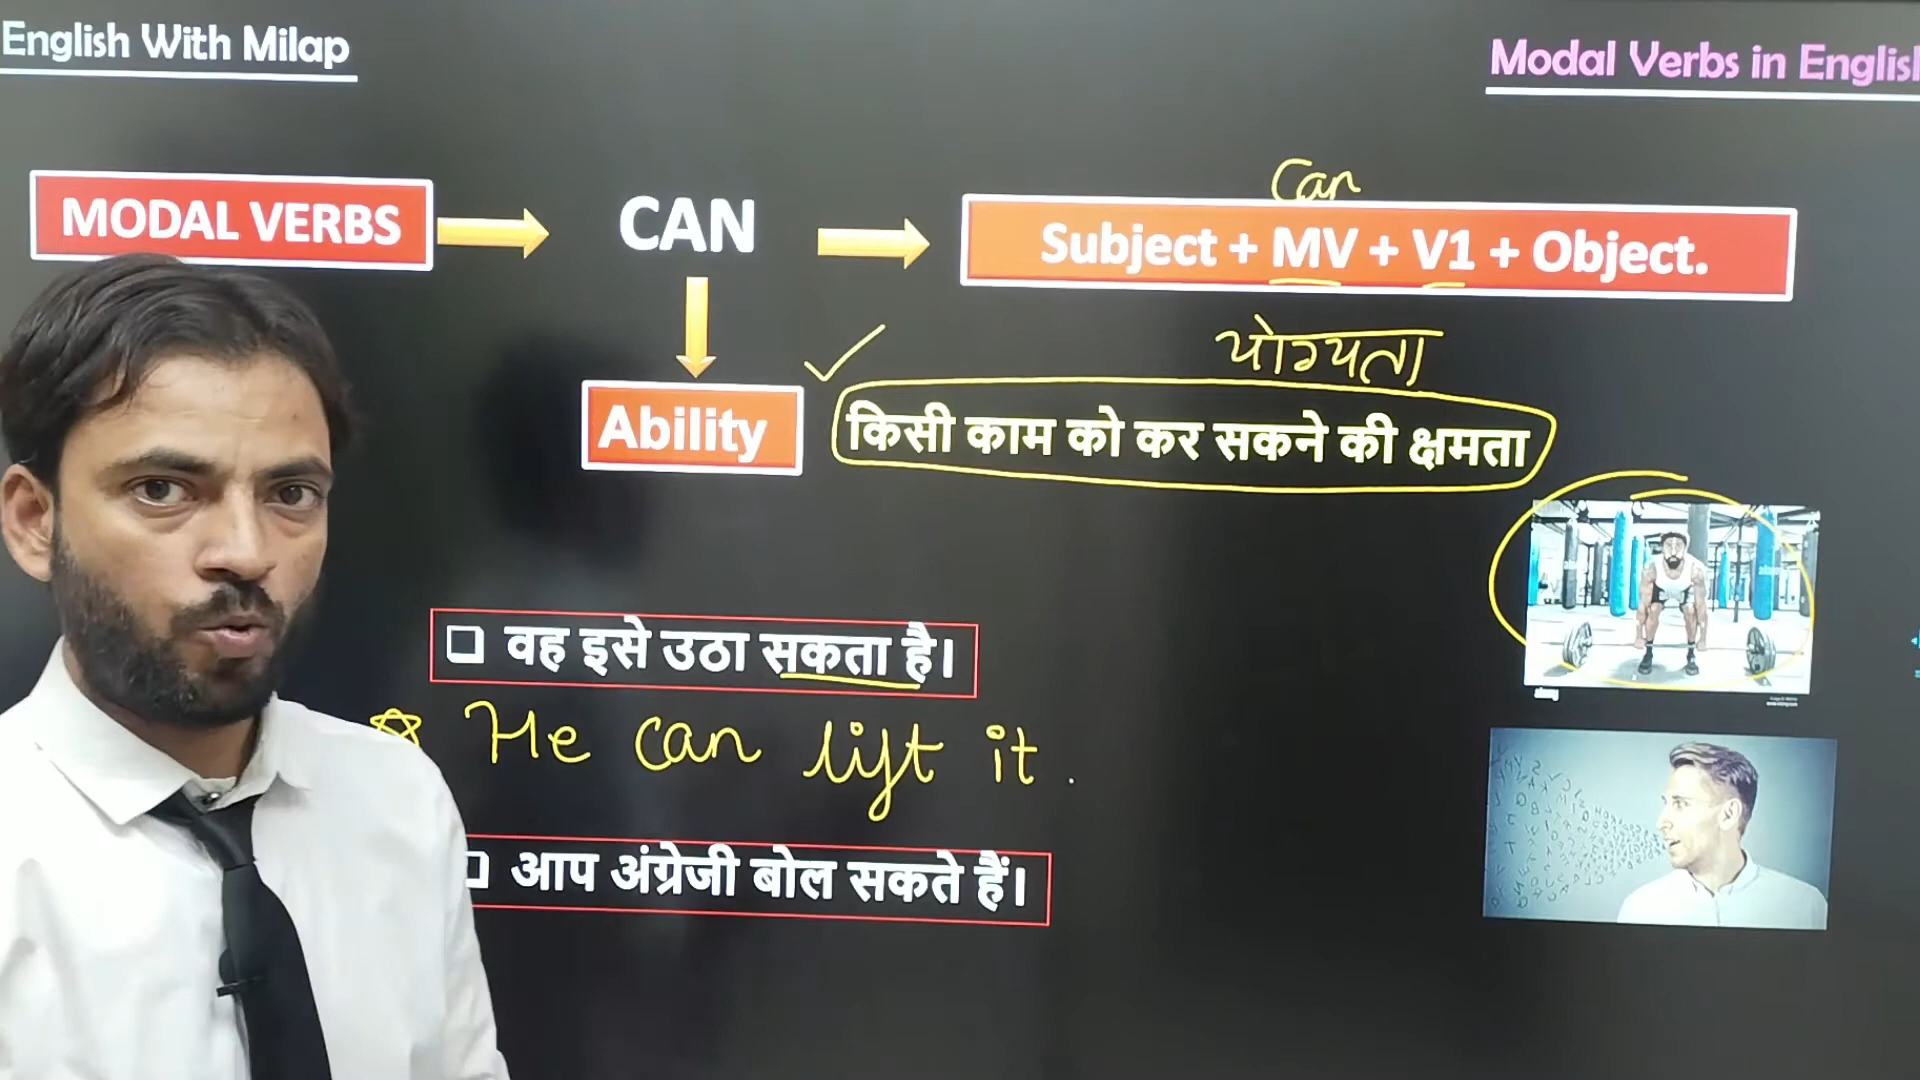 English With Milap
Modal Verbs in English
MODAL VERBS
CAN
Can
Subject + MV + V1 + Object.
योग्यता
Ability
किसी काम को कर सकने की क्षमता
वह इसे उठा सकता है।
He can lift it.
आप अंग्रेजी बोल सकते हैं।